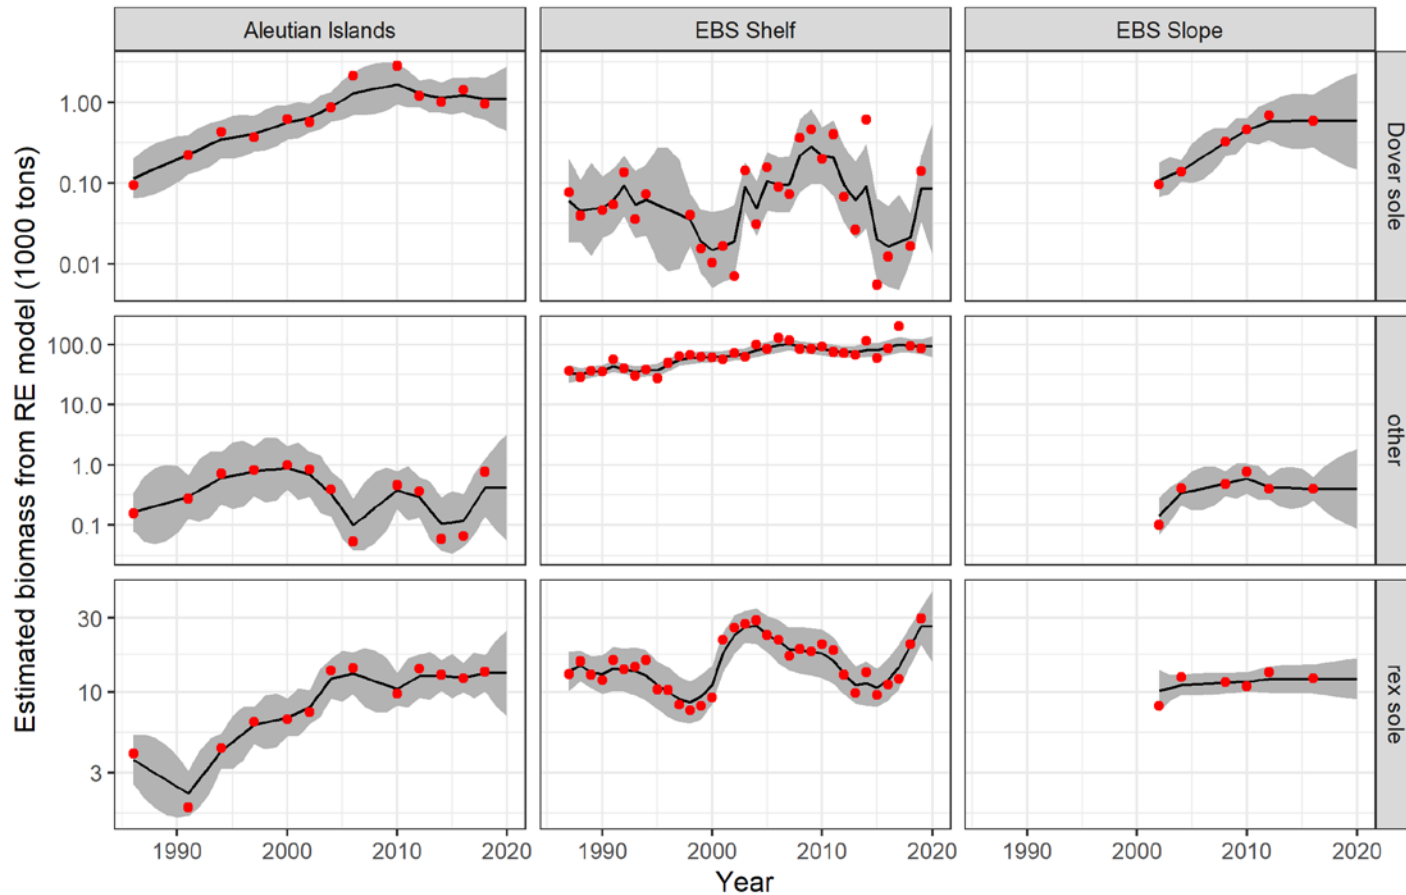 Aleutian Islands EBS Shelf EBS Slope
Estimated biomass from RE model (1000 tons)
1.00
0.10
0.01
Dover sole
100.0
10.0
1.0
0.1
other
30
10
3
rex sole
1990 2000 2010 2020 1990 2000 2010 2020 1990 2000 2010 2020
Year